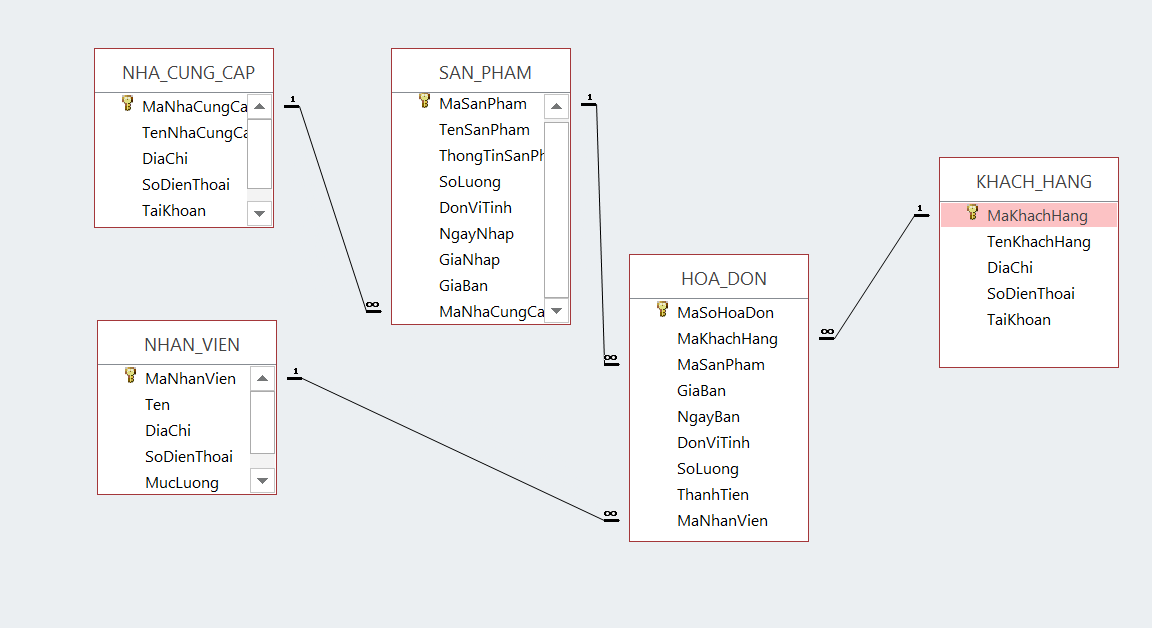 NHA_CUNG_CAP
MaNhaCungCa
TenNhaCungCa
DiaChi
SoDienThoai
TaiKhoan
1
∞
SAN_PHAM
MaSanPham
TenSanPham
ThongTinSanPh
SoLuong
DonViTinh
NgayNhap
GiaNhap
GiaBan
MaNhaCungCa
1
∞
KHACH_HANG
MaKhachHang
TenKhachHang
DiaChi
SoDienThoai
TaiKhoan
1
∞
HOA_DON
MaSoHoaDon
MaKhachHang
MaSanPham
GiaBan
NgayBan
DonViTinh
SoLuong
ThanhTien
MaNhanVien
NHAN_VIEN
MaNhanVien
Ten
DiaChi
SoDienThoai
MucLuong
1
∞